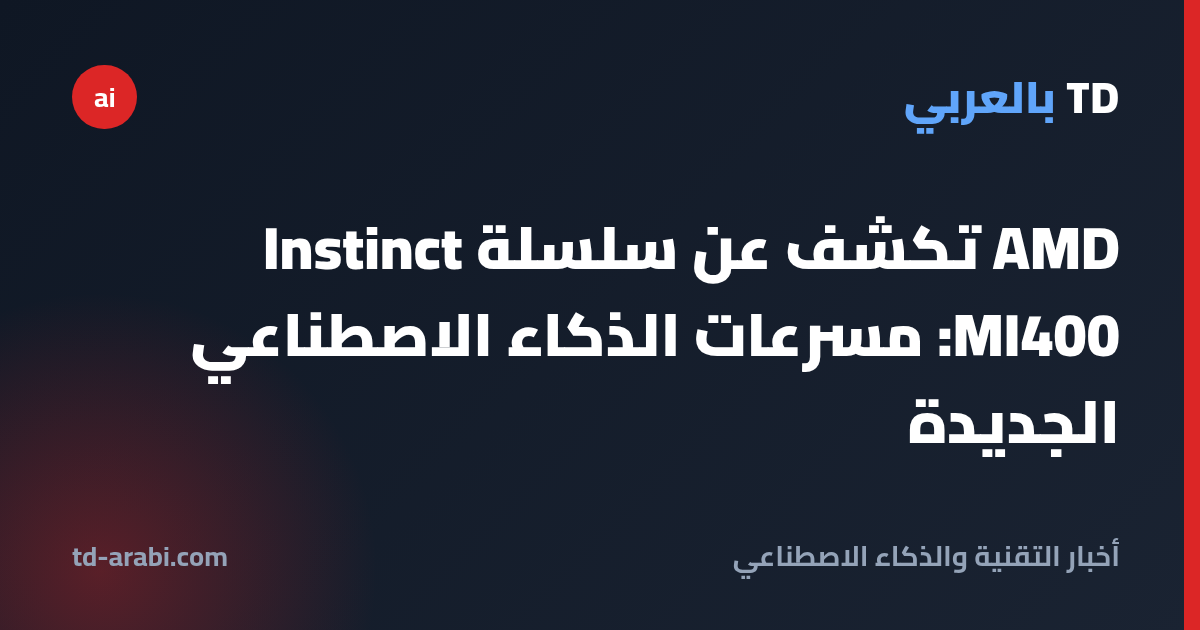 TD بالعربي
ai
AMD تكشف عن سلسلة Instinct
MI400: مسرعات الذكاء الاصطناعي
الجديدة
أخبار التقنية والذكاء الاصطناعي
td-arabi.com